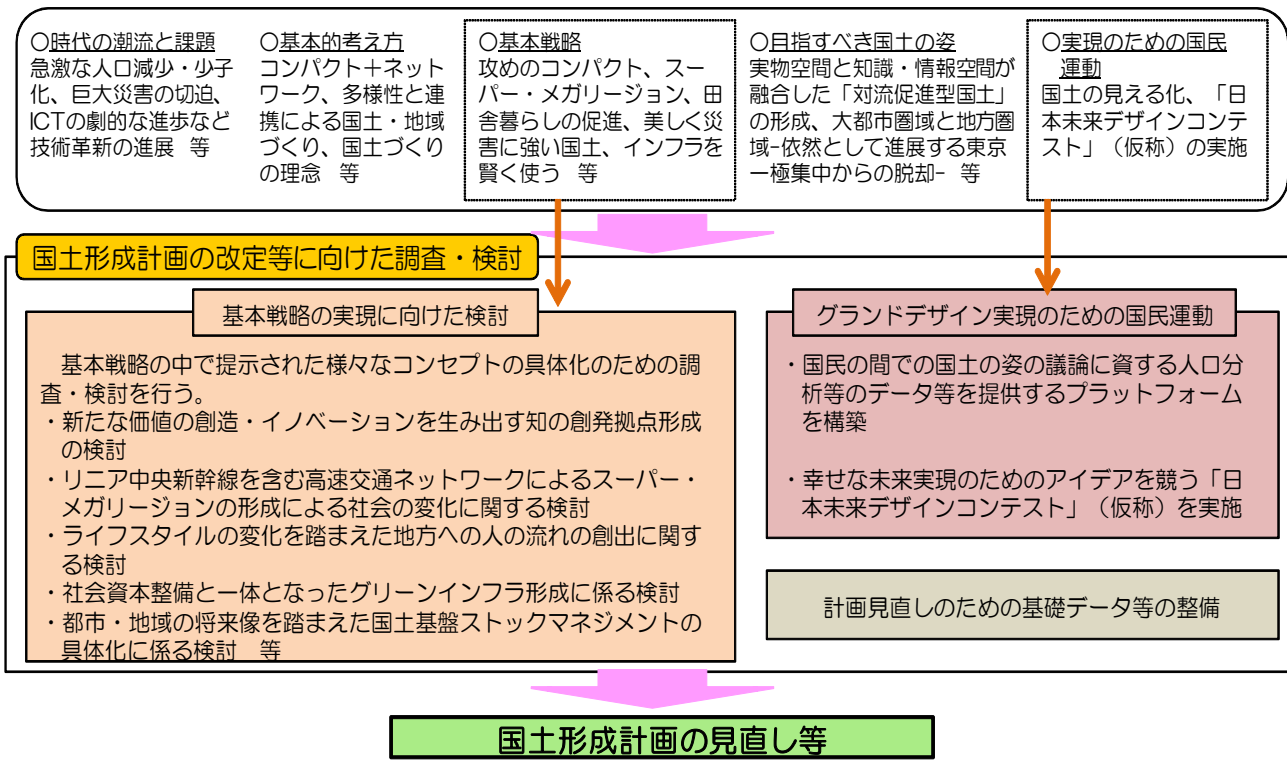 〇時代の潮流と課題
急激な人口減少・少子
化、巨大災害の切迫、
ICTの劇的な進歩など
技術革新の進展 等
〇基本的考え方
コンパクト＋ネット
ワーク、多様性と連
携による国土・地域
づくり、国土づくり
の理念 等
〇基本戦略
攻めのコンパクト、スー
パー・メガリージョン、田
舎暮らしの促進、美しく災
害に強い国土、インフラを
賢く使う 等
〇目指すべき国土の姿
実物空間と知識・情報空間が
融合した「対流促進型国土」
の形成、大都市圏域と地方圏
域-依然として進展する東京
一極集中からの脱却- 等
〇実現のための国民
運動
国土の見える化、「日
本未来デザインコンテ
スト」（仮称）の実施
国土形成計画の改定等に向けた調査・検討
基本戦略の実現に向けた検討
基本戦略の中で提示された様々なコンセプトの具体化のための調
査・検討を行う。
・新たな価値の創造・イノベーションを生み出す知の創発拠点形成
の検討
・リニア中央新幹線を含む高速交通ネットワークによるスーパー・
メガリージョンの形成による社会の変化に関する検討
・ライフスタイルの変化を踏まえた地方への人の流れの創出に関す
る検討
・社会資本整備と一体となったグリーンインフラ形成に係る検討
・都市・地域の将来像を踏まえた国土基盤ストックマネジメントの
具体化に係る検討 等
グランドデザイン実現のための国民運動
・国民の間での国土の姿の議論に資する人口分
析等のデータ等を提供するプラットフォーム
を構築
・幸せな未来実現のためのアイデアを競う「日
本未来デザインコンテスト」（仮称）を実施
計画見直しのための基礎データ等の整備
国土形成計画の見直し等